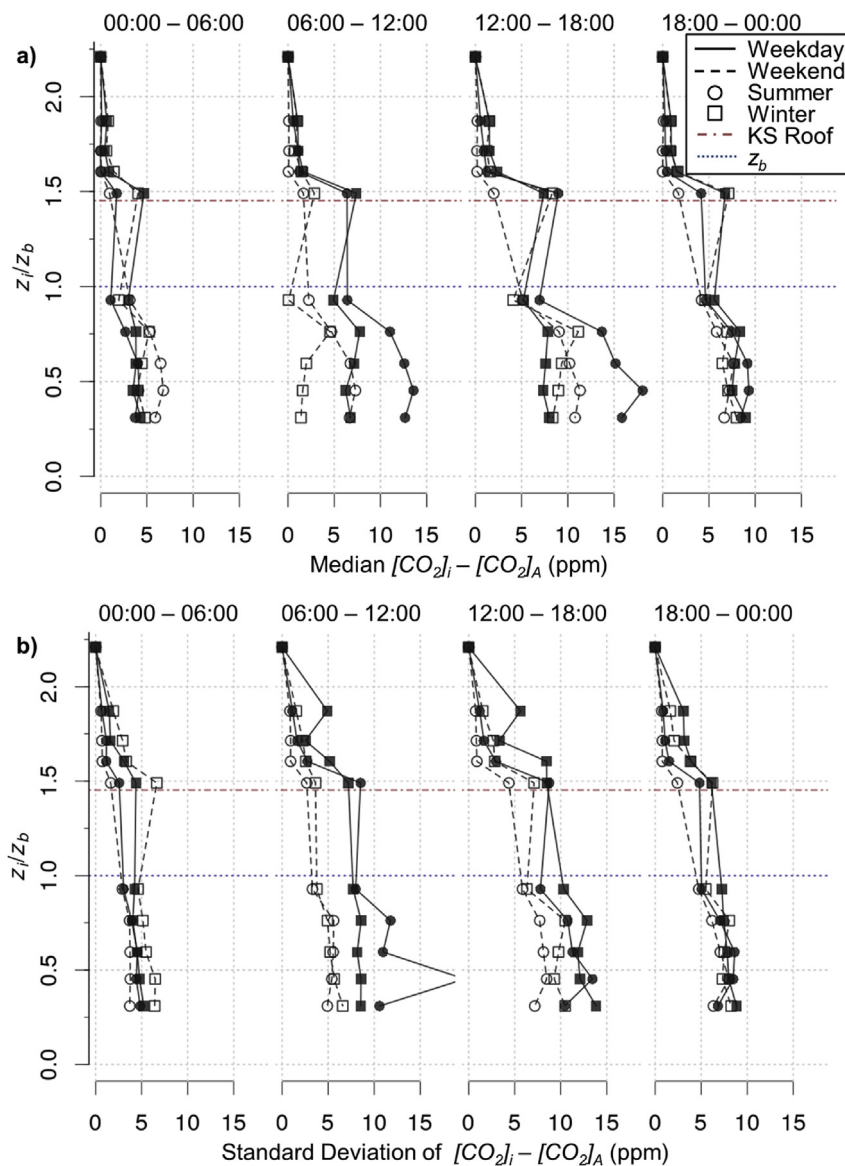 a)
00:00 – 06:00 06:00 – 12:00 12:00 – 18:00 18:00 – 00:00
Weekday
Weekend
Summer
Winter
KS Roof
z_b
z_i/z_b
2.0
1.5
1.0
0.5
0.0
0 5 10 15 0 5 10 15 0 5 10 15 0 5 10 15
Median [CO₂]ᵢ – [CO₂]_A (ppm)
b)
00:00 – 06:00 06:00 – 12:00 12:00 – 18:00 18:00 – 00:00
z_i/z_b
2.0
1.5
1.0
0.5
0.0
0 5 10 15 0 5 10 15 0 5 10 15 0 5 10 15
Standard Deviation of [CO₂]ᵢ – [CO₂]_A (ppm)